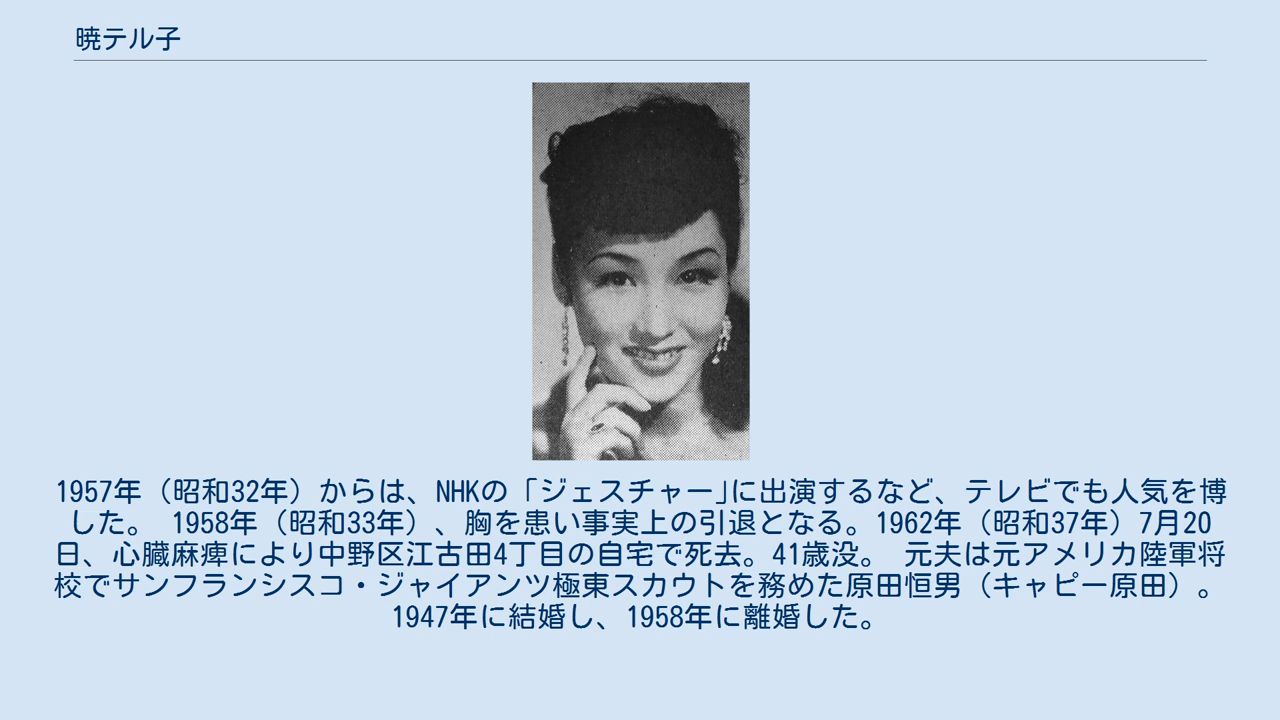 暁テル子
1957年（昭和32年）からは、NHKの「ジェスチャー」に出演するなど、テレビでも人気を博
した。 1958年（昭和33年）、胸を患い事実上の引退となる。1962年（昭和37年）7月20
日、心臓麻痺により中野区江古田4丁目の自宅で死去。41歳没。 元夫は元アメリカ陸軍将
校でサンフランシスコ・ジャイアンツ極東スカウトを務めた原田恒男（キャピー原田）。
1947年に結婚し、1958年に離婚した。